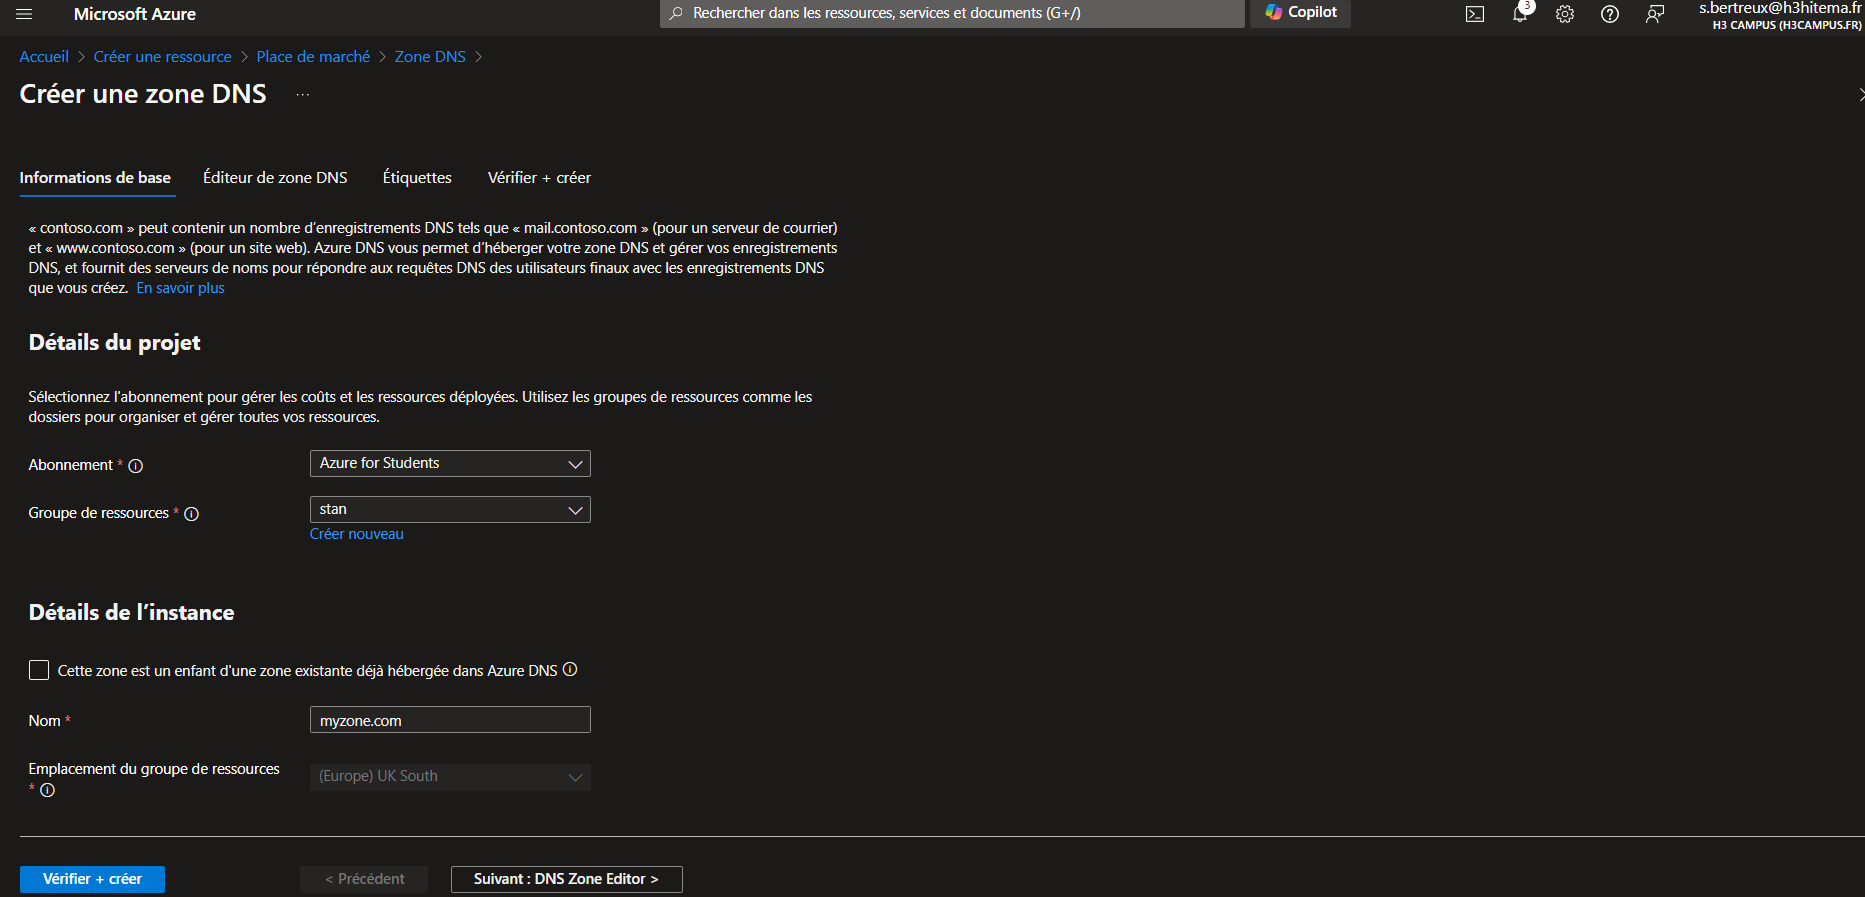 Microsoft Azure
Rechercher dans les ressources, services et documents (G+/)
Copilot
3
s.bertreux@h3hitema.fr
H3 CAMPUS (H3CAMPUS.FR)
Accueil > Créer une ressource > Place de marché > Zone DNS >
Créer une zone DNS ...
Informations de base
Éditeur de zone DNS
Étiquettes
Vérifier + créer
« contoso.com » peut contenir un nombre d’enregistrements DNS tels que « mail.contoso.com » (pour un serveur de courrier)
et « www.contoso.com » (pour un site web). Azure DNS vous permet d’héberger votre zone DNS et gérer vos enregistrements
DNS, et fournit des serveurs de noms pour répondre aux requêtes DNS des utilisateurs finaux avec les enregistrements DNS
que vous créez. En savoir plus
Détails du projet
Sélectionnez l'abonnement pour gérer les coûts et les ressources déployées. Utilisez les groupes de ressources comme les
dossiers pour organiser et gérer toutes vos ressources.
Abonnement *
Azure for Students
Groupe de ressources *
stan
Créer nouveau
Détails de l’instance
Cette zone est un enfant d'une zone existante déjà hébergée dans Azure DNS
Nom *
myzone.com
Emplacement du groupe de ressources
*
(Europe) UK South
Vérifier + créer
< Précédent
Suivant : DNS Zone Editor >